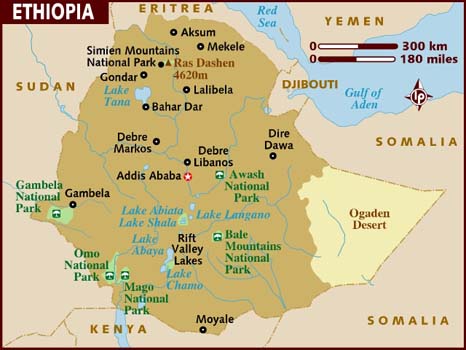 ETHIOPIA
ERITREA
Red
Sea
YEMEN
Aksum
Mekele
300 km
180 miles
Simien Mountains
National Park
Ras Dashen
4620m
Gondar
SUDAN
Lake
Tana
Lalibela
DJIBOUTI
Gulf of
Aden
Bahar Dar
LP
Debre
Markos
Dire
Dawa
SOMALIA
Debre
Libanos
Addis Ababa
Awash
National
Park
Gambela
National
Park
Gambela
Lake Abiata
Lake Shala
Lake Langano
Ogaden
Desert
Lake
Abaya
Rift
Valley
Lakes
Bale
Mountains
National
Park
Omo
National
Park
Mago
National
Park
Lake
Chamo
SOMALIA
KENYA
Moyale